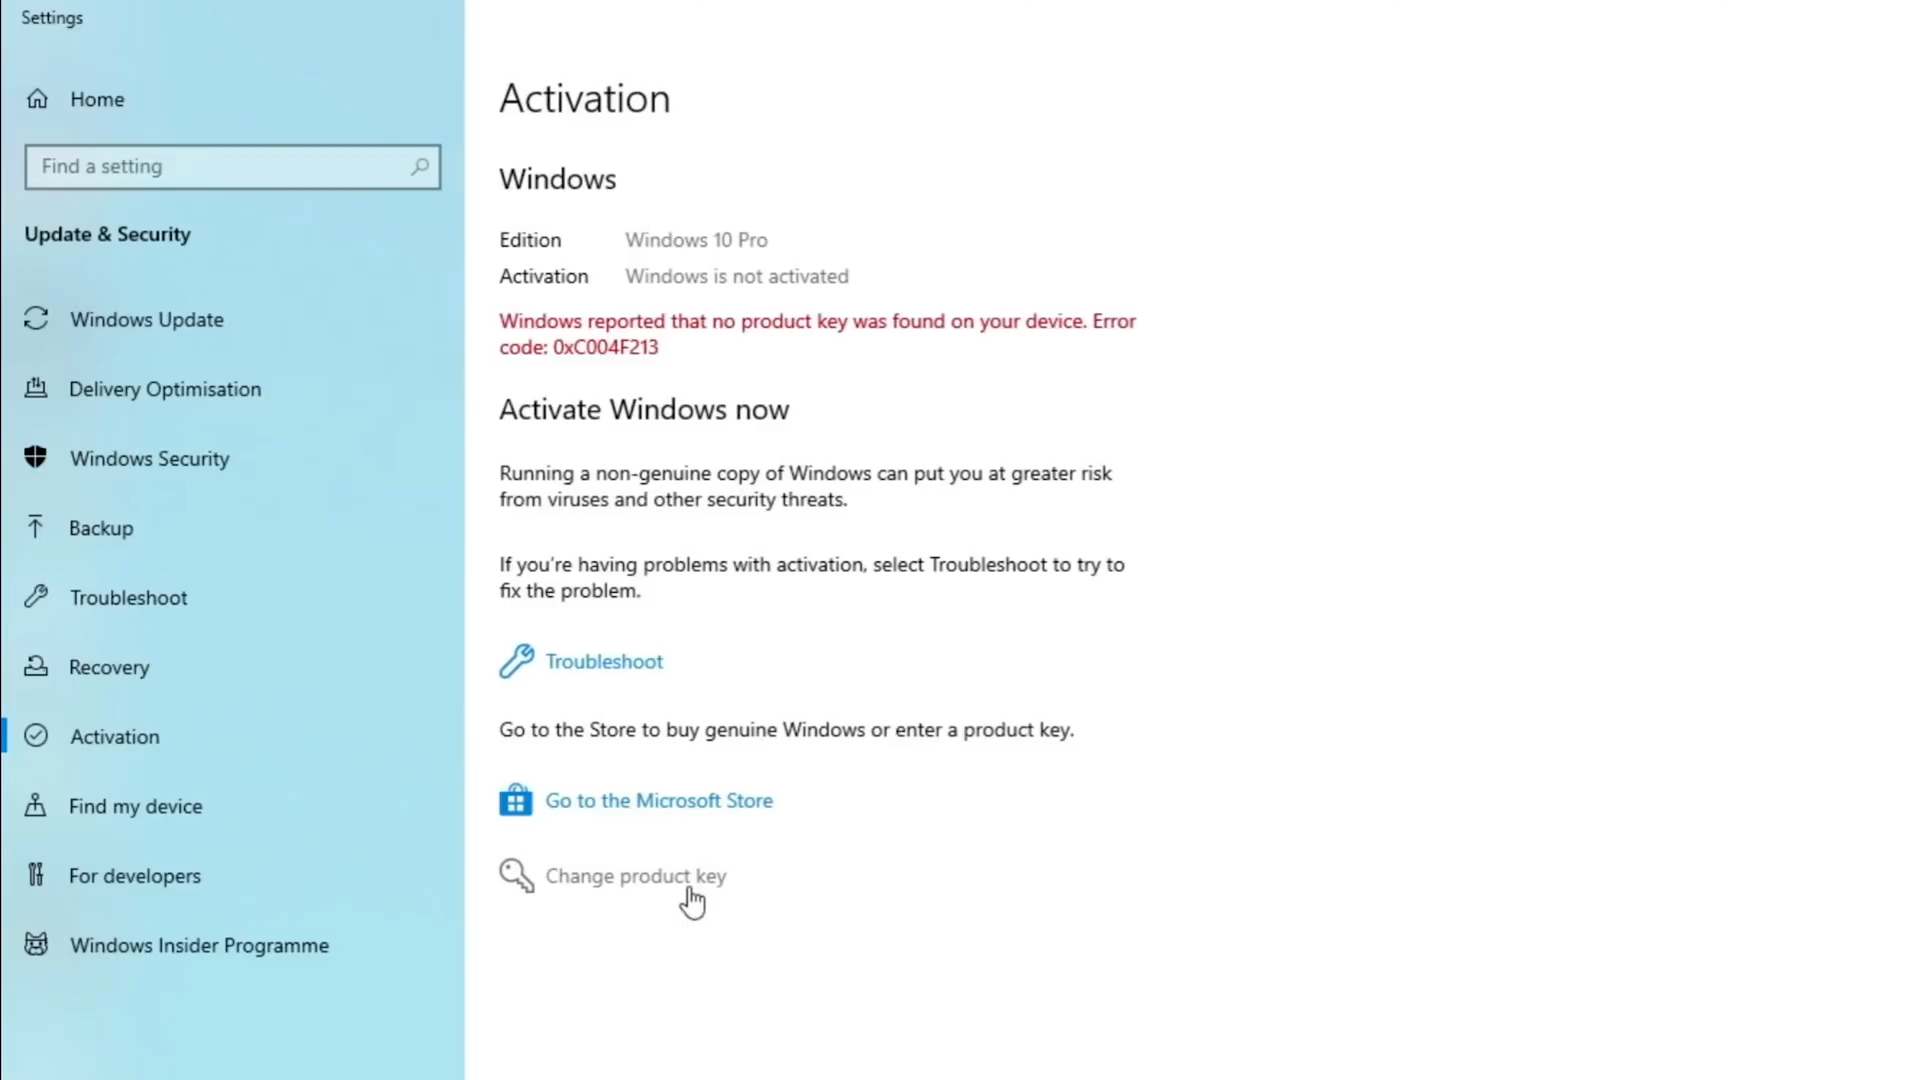 Settings
Home
Find a setting
Update & Security
Windows Update
Delivery Optimisation
Windows Security
Backup
Troubleshoot
Recovery
Activation
Find my device
For developers
Windows Insider Programme
Activation
Windows
Edition Windows 10 Pro
Activation Windows is not activated
Windows reported that no product key was found on your device. Error
code: 0xC004F213
Activate Windows now
Running a non-genuine copy of Windows can put you at greater risk
from viruses and other security threats.
If you're having problems with activation, select Troubleshoot to try to
fix the problem.
Troubleshoot
Go to the Store to buy genuine Windows or enter a product key.
Go to the Microsoft Store
Change product key